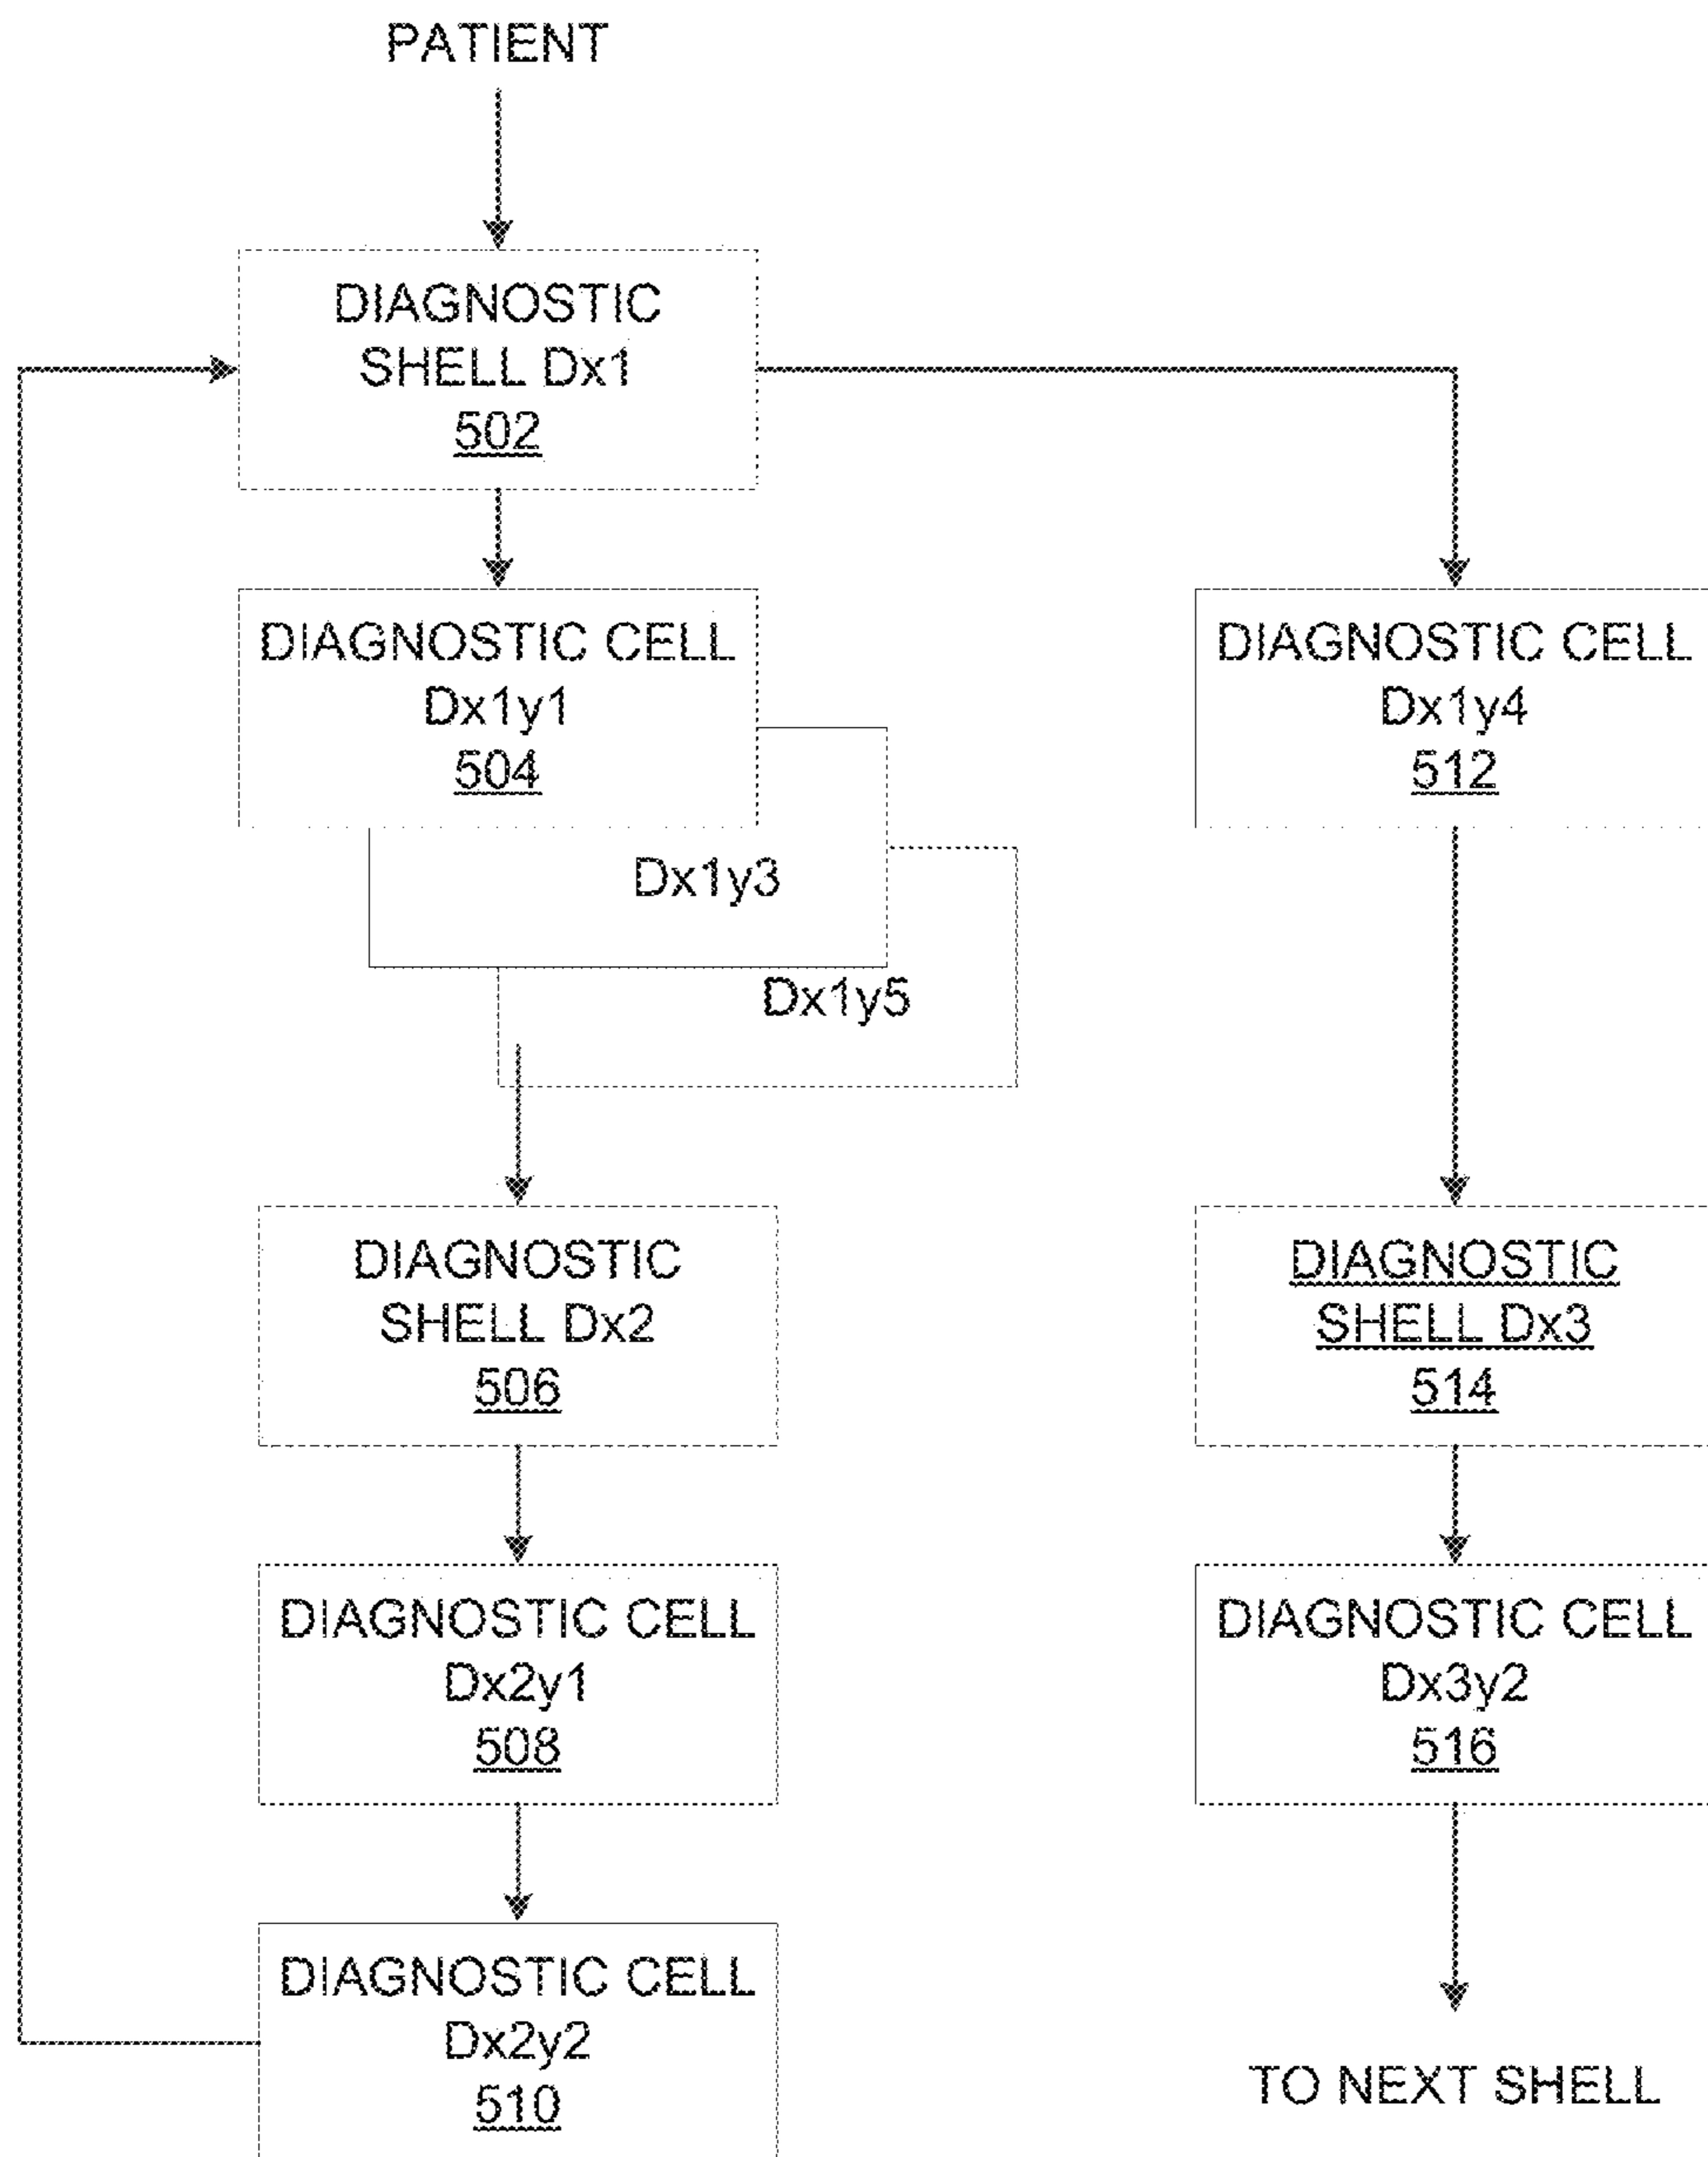 PATIENT
DIAGNOSTIC
SHELL Dx1
502
DIAGNOSTIC CELL
Dx1y1
504
Dx1y3
Dx1y5
DIAGNOSTIC
SHELL Dx2
506
DIAGNOSTIC CELL
Dx2y1
508
DIAGNOSTIC CELL
Dx2y2
510
DIAGNOSTIC CELL
Dx1y4
512
DIAGNOSTIC
SHELL Dx3
514
DIAGNOSTIC CELL
Dx3y2
516
TO NEXT SHELL